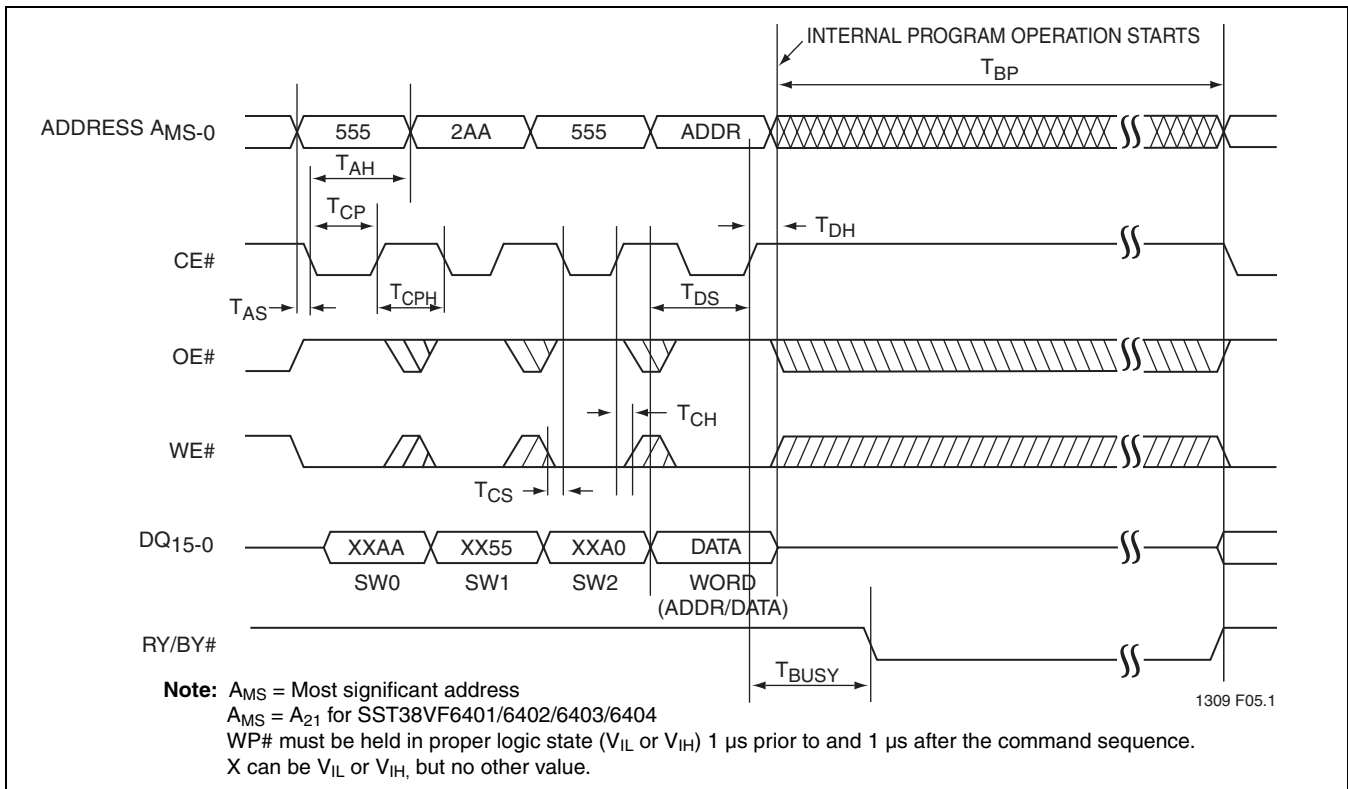 INTERNAL PROGRAM OPERATION STARTS
TBP
ADDRESS AMS-0
555 2AA 555 ADDR
TAH
TCP
TDH
CE#
TCPH
TDS
TAS
OE#
TCH
WE#
TCS
DQ15-0
XXAA XX55 XXA0 DATA
SW0 SW1 SW2 WORD
(ADDR/DATA)
RY/BY#
TBUSY
1309 F05.1
Note: AMS = Most significant address
AMS = A21 for SST38VF6401/6402/6403/6404
WP# must be held in proper logic state (VIL or VIH) 1 µs prior to and 1 µs after the command sequence.
X can be VIL or VIH, but no other value.